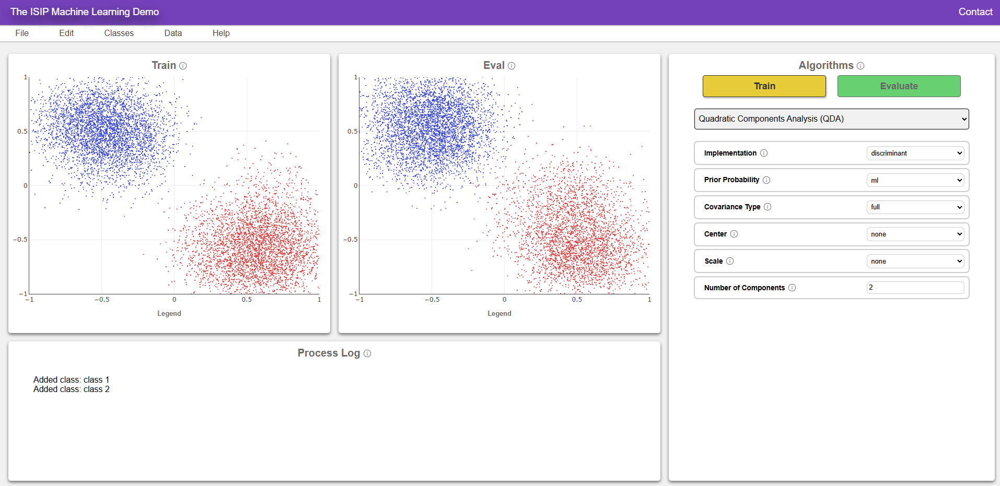 The ISIP Machine Learning Demo
Contact
File Edit Classes Data Help
Train
1
0.5
0
−0.5
−1
−1 −0.5 0 0.5 1
Legend
Eval
1
0.5
0
−0.5
−1
−1 −0.5 0 0.5 1
Legend
Algorithms
Train Evaluate
Quadratic Components Analysis (QDA)
Implementation discriminant
Prior Probability ml
Covariance Type full
Center none
Scale none
Number of Components 2
Process Log
Added class: class 1
Added class: class 2